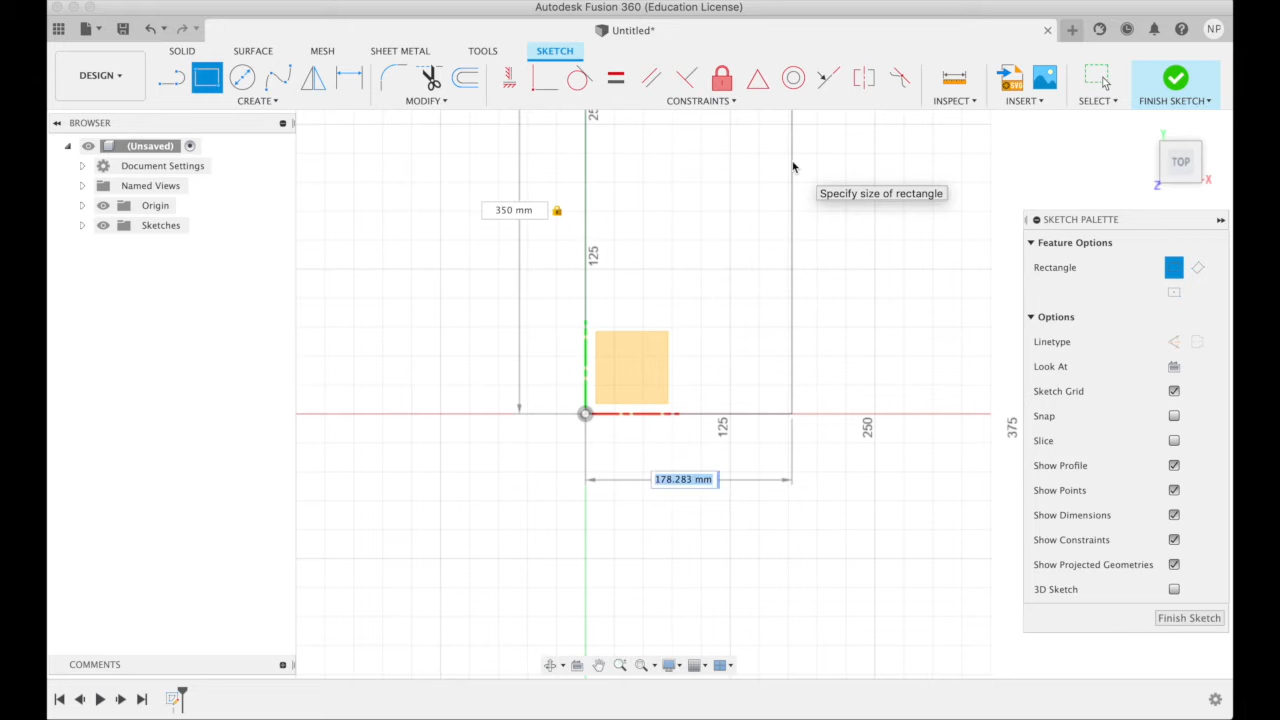 Autodesk Fusion 360 (Education License)
Untitled*
NP
DESIGN
SOLID
SURFACE
MESH
SHEET METAL
TOOLS
SKETCH
CREATE
MODIFY
CONSTRAINTS
INSPECT
INSERT
SELECT
FINISH SKETCH
BROWSER
(Unsaved)
Document Settings
Named Views
Origin
Sketches
25
350 mm
125
125
250
375
178.283 mm
Specify size of rectangle
TOP
Y
Z
X
SKETCH PALETTE
Feature Options
Rectangle
Options
Linetype
Look At
Sketch Grid
Snap
Slice
Show Profile
Show Points
Show Dimensions
Show Constraints
Show Projected Geometries
3D Sketch
Finish Sketch
COMMENTS